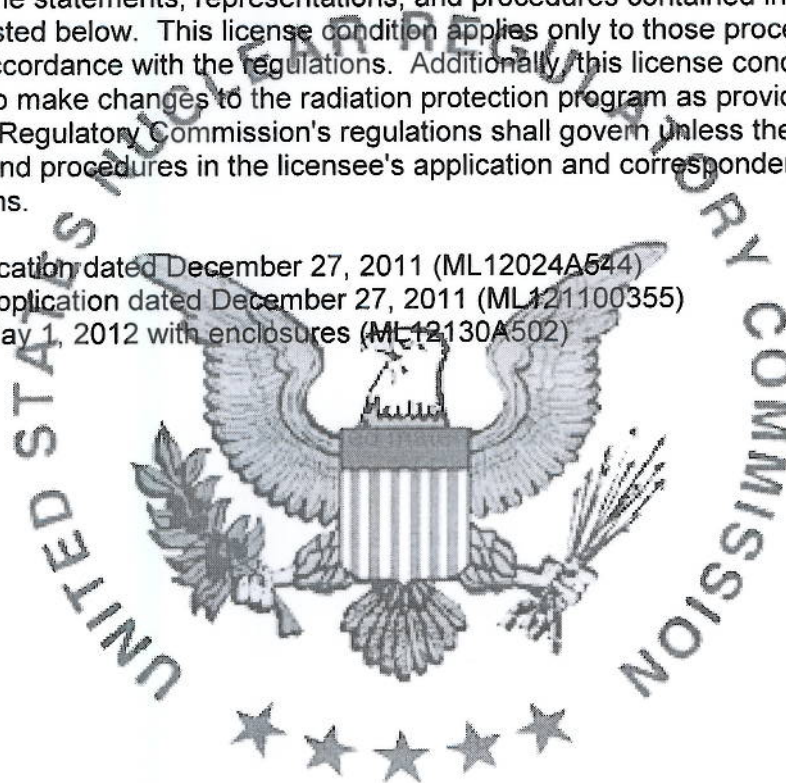 e statements, representations, and procedures contained in
sted below. This license condition applies only to those proce
ccordance with the regulations. Additionally, this license cond
o make changes to the radiation protection program as provid
Regulatory Commission's regulations shall govern unless the
nd procedures in the licensee's application and corresponden
ns.
cation dated December 27, 2011 (ML12024A544)
pplication dated December 27, 2011 (ML121100355)
ay 1, 2012 with enclosures (ML12130A502)
UNITED STATES NUCLEAR REGULATORY COMMISSION